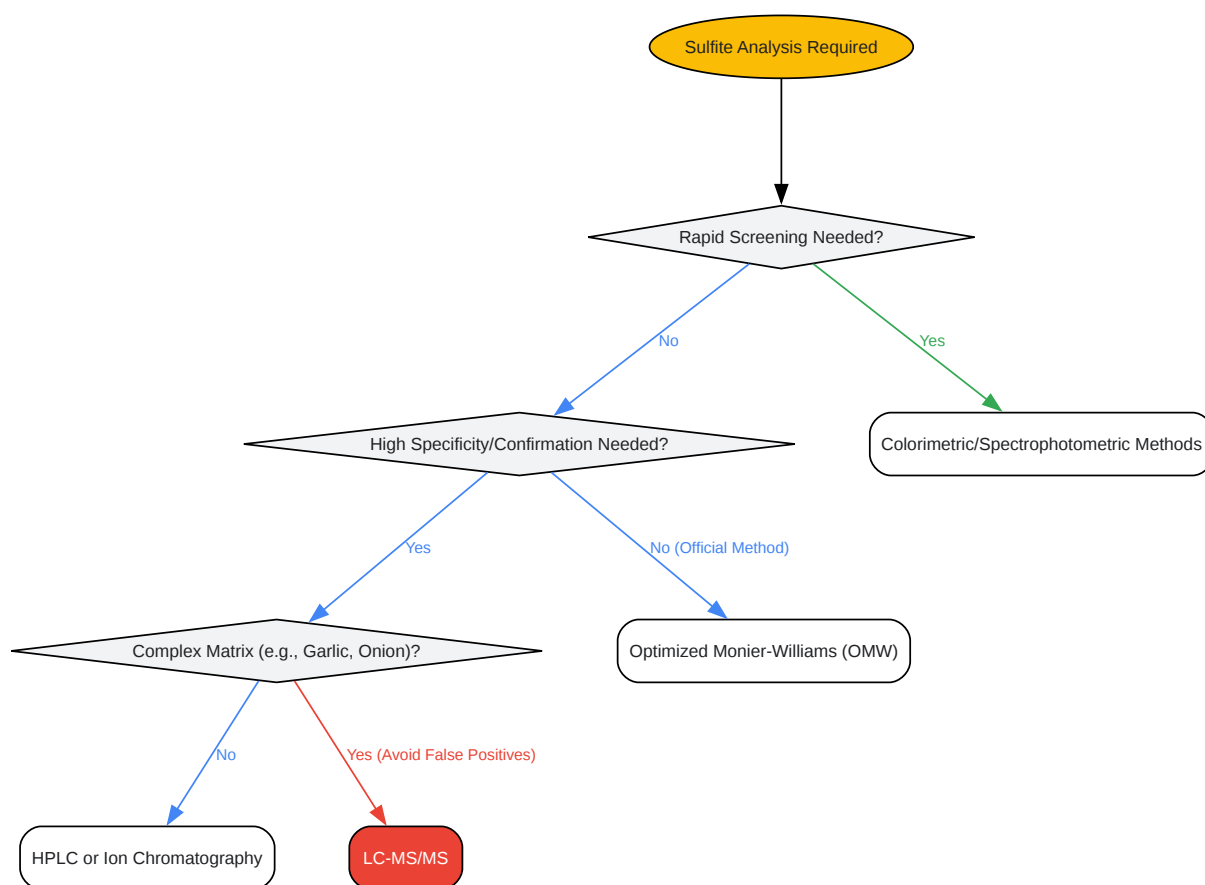 Sulfite Analysis Required
Rapid Screening Needed?
No
Yes
High Specificity/Confirmation Needed?
Colorimetric/Spectrophotometric Methods
Yes
No (Official Method)
Complex Matrix (e.g., Garlic, Onion)?
Optimized Monier-Williams (OMW)
No
Yes (Avoid False Positives)
HPLC or Ion Chromatography
LC-MS/MS